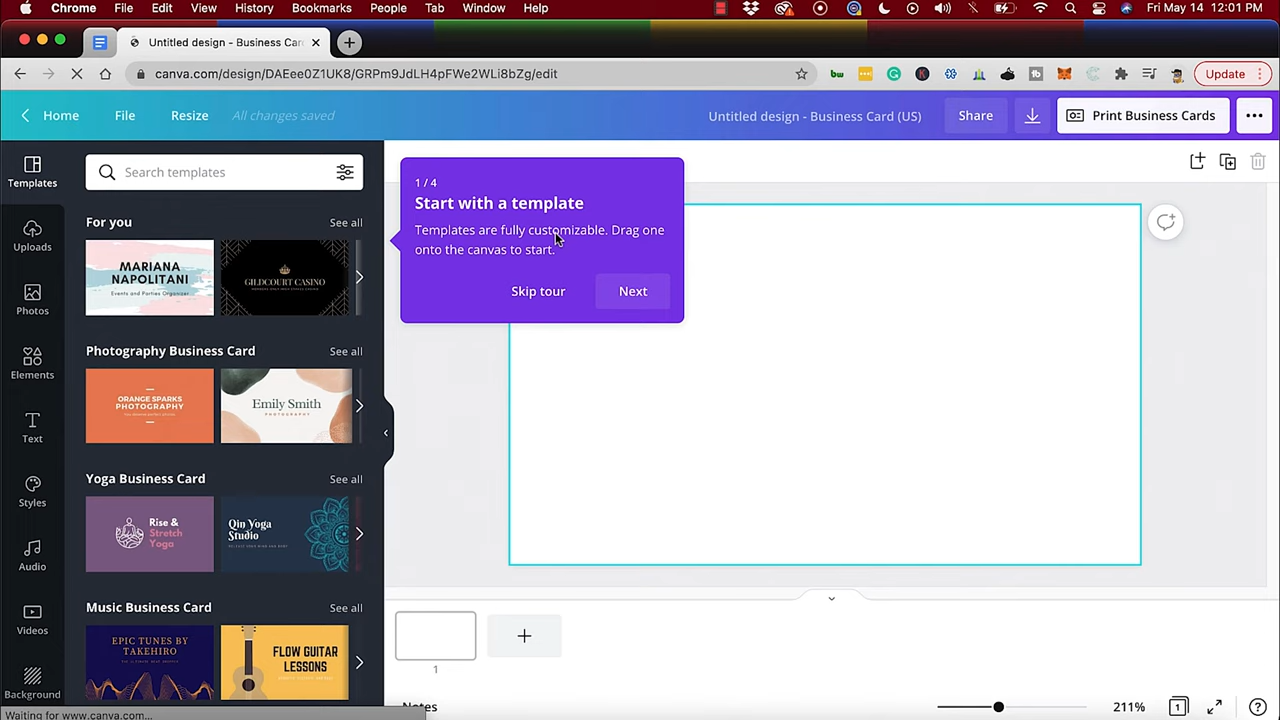 Chrome File Edit View History Bookmarks People Tab Window Help Fri May 14 12:01 PM
Untitled design - Business Card
canva.com/design/DAEee0Z1UK8/GRPm9JdLH4pFWe2WLi8bZg/edit
Update
Home File Resize All changes saved Untitled design - Business Card (US) Share Print Business Cards
Templates
Uploads
Photos
Elements
Text
Styles
Audio
Videos
Background
Search templates
For you See all
MARIANA
NAPOLITANI
Events and Parties Organizer
GILDCOURT CASINO
Photography Business Card See all
ORANGE SPARKS
PHOTOGRAPHY
Emily Smith
PHOTOGRAPHY
Yoga Business Card See all
Rise &
Stretch
Yoga
Qin Yoga
Studio
Music Business Card See all
EPIC TUNES BY
TAKEHIRO
FLOW GUITAR
LESSONS
1 / 4
Start with a template
Templates are fully customizable. Drag one
onto the canvas to start.
Skip tour Next
1
Notes
211% 1
Waiting for www.canva.com...